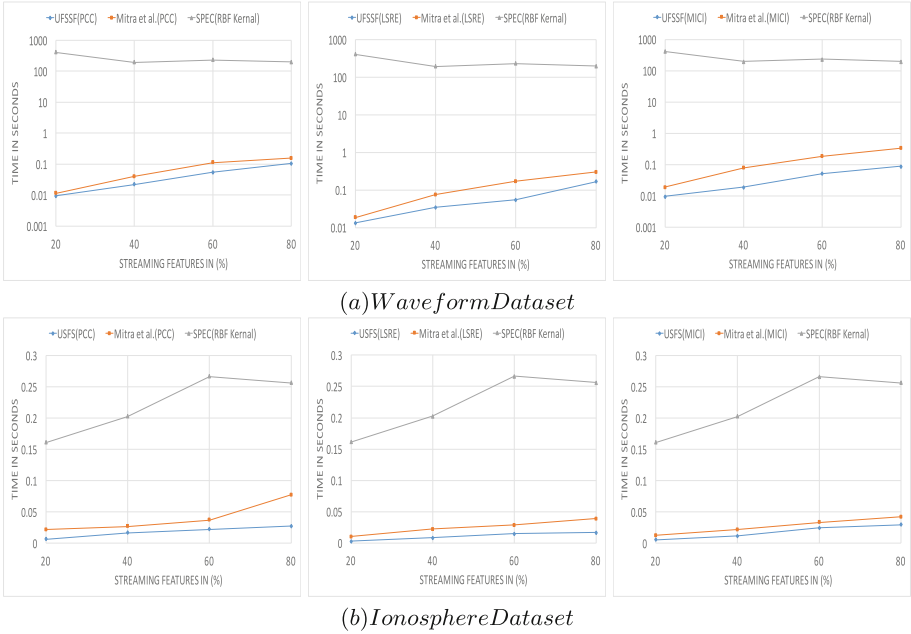 UFSSF(PCC) Mitra et al.(PCC) SPEC(RBF Kernal)
1000
100
10
1
0.1
0.01
0.001
TIME IN SECONDS
20 40 60 80
STREAMING FEATURES IN (%)
UFSSF(LSRE) Mitra et al.(LSRE) SPEC(RBF Kernal)
1000
100
10
1
0.1
0.01
TIME IN SECONDS
20 40 60 80
STREAMING FEATURES IN (%)
UFSSF(MICI) Mitra et al.(MICI) SPEC(RBF Kernal)
1000
100
10
1
0.1
0.01
0.001
TIME IN SECONDS
20 40 60 80
STREAMING FEATURES IN (%)
(a)WaveformDataset
USFS(PCC) Mitra et al.(PCC) SPEC(RBF Kernal)
0.3
0.25
0.2
0.15
0.1
0.05
0
TIME IN SECONDS
20 40 60 80
STREAMING FEATURES IN (%)
USFS(LSRE) Mitra et al.(LSRE) SPEC(RBF Kernal)
0.3
0.25
0.2
0.15
0.1
0.05
0
TIME IN SECONDS
20 40 60 80
STREAMING FEATURES IN (%)
USFS(MICI) Mitra et al.(MICI) SPEC(RBF Kernal)
0.3
0.25
0.2
0.15
0.1
0.05
0
TIME IN SECONDS
20 40 60 80
STREAMING FEATURES IN (%)
(b)IonosphereDataset